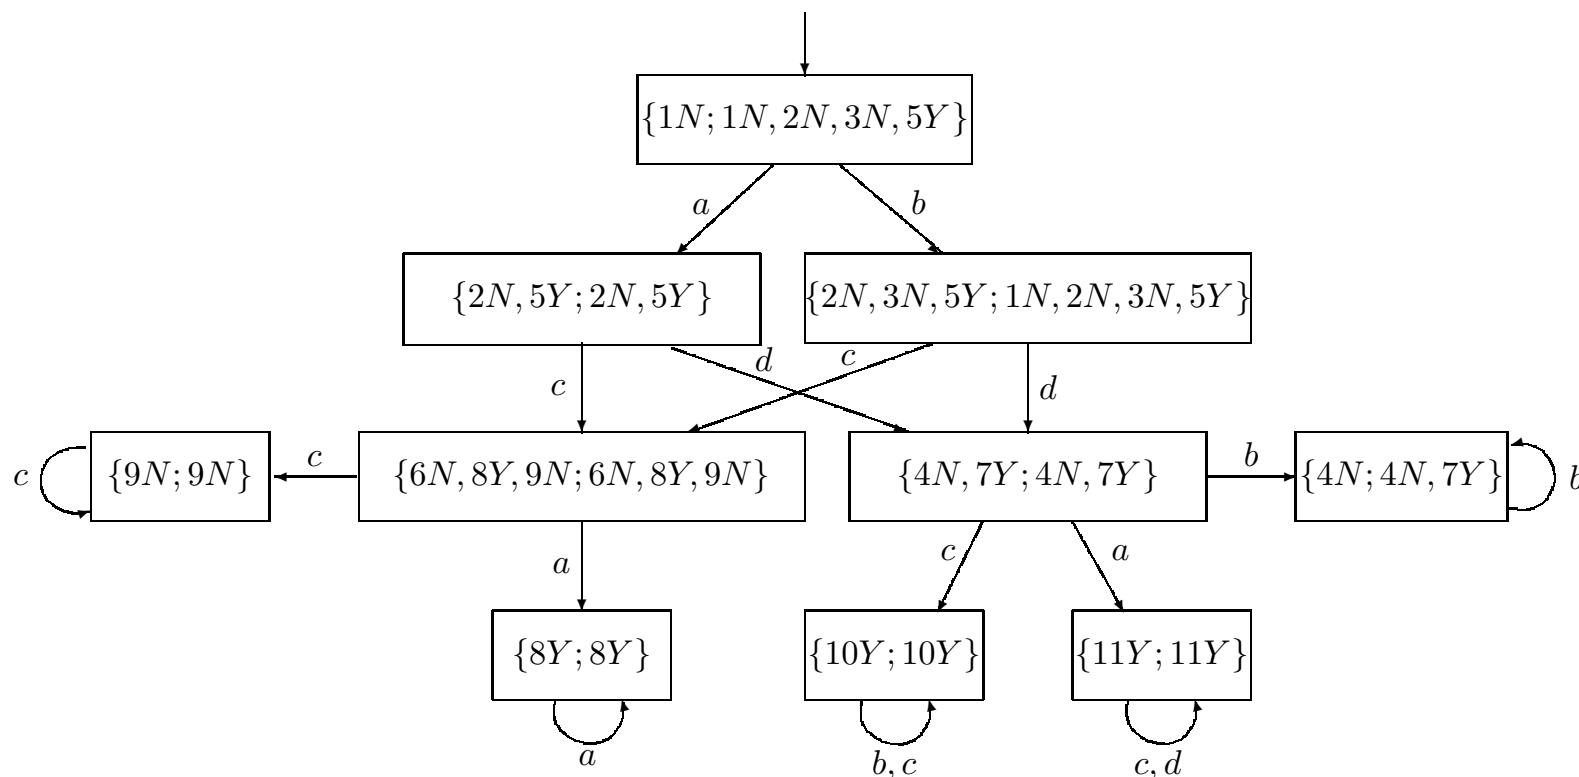 {1N; 1N, 2N, 3N, 5Y}
a
b
{2N, 5Y; 2N, 5Y}
{2N, 3N, 5Y; 1N, 2N, 3N, 5Y}
c
d
c
d
c
{9N; 9N}
c
{6N, 8Y, 9N; 6N, 8Y, 9N}
{4N, 7Y; 4N, 7Y}
b
{4N; 4N, 7Y}
b
a
c
a
{8Y; 8Y}
{10Y; 10Y}
{11Y; 11Y}
a
b, c
c, d